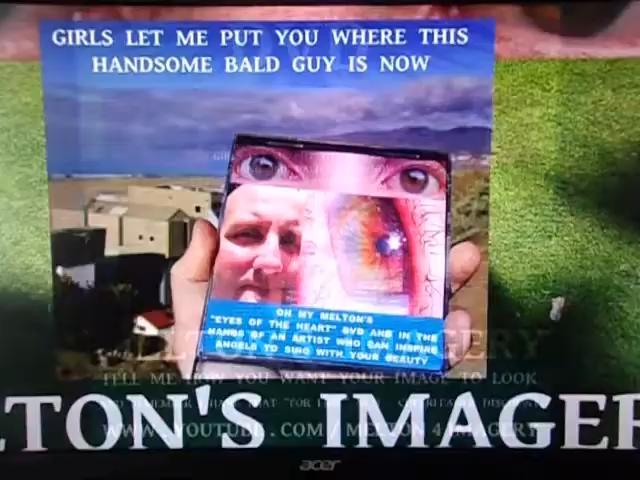 GIRLS LET ME PUT YOU WHERE THIS
HANDSOME BALD GUY IS NOW
ON MY MELTON'S
"EYES OF THE HEART" DVD AND IN THE
HANDS OF AN ARTIST WHO CAN INSPIRE
ANGELS TO SING WITH YOUR BEAUTY
TELL ME HOW YOU WANT YOUR IMAGE TO LOOK
LTON'S IMAGER
WWW.YOUTUBE.COM/MELTON4IMAGERY
acer